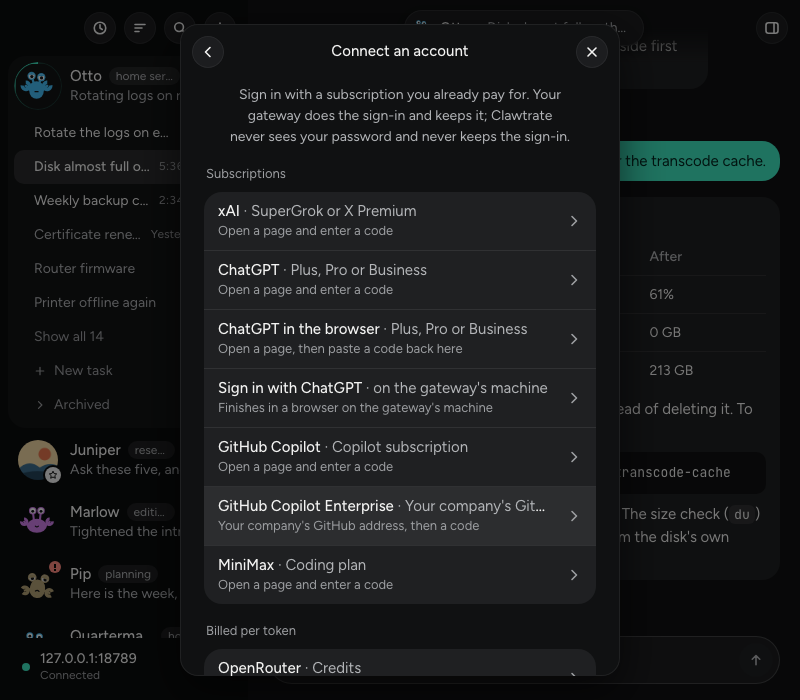 Otto
home ser...
Rotating logs on
Rotate the logs on e...
Disk almost full o...
5:36
Weekly backup c...
2:34
Certificate rene...
Yeste
Router firmware
Printer offline again
Show all 14
+ New task
Archived
Juniper
rese...
Ask these five, an
Marlow
editi...
Tightened the intr
Pip
planning
Here is the week,
Quarterma
127.0.0.1:18789
Connected
Connect an account
Sign in with a subscription you already pay for. Your
gateway does the sign-in and keeps it; Clawtrate
never sees your password and never keeps the sign-in.
Subscriptions
xAI · SuperGrok or X Premium
Open a page and enter a code
ChatGPT · Plus, Pro or Business
Open a page and enter a code
ChatGPT in the browser · Plus, Pro or Business
Open a page, then paste a code back here
Sign in with ChatGPT · on the gateway's machine
Finishes in a browser on the gateway's machine
GitHub Copilot · Copilot subscription
Open a page and enter a code
GitHub Copilot Enterprise · Your company's Git...
Your company's GitHub address, then a code
MiniMax · Coding plan
Open a page and enter a code
Billed per token
OpenRouter · Credits
side first
the transcode cache.
After
61%
0 GB
213 GB
ead of deleting it. To
transcode-cache
The size check ( du )
m the disk's own